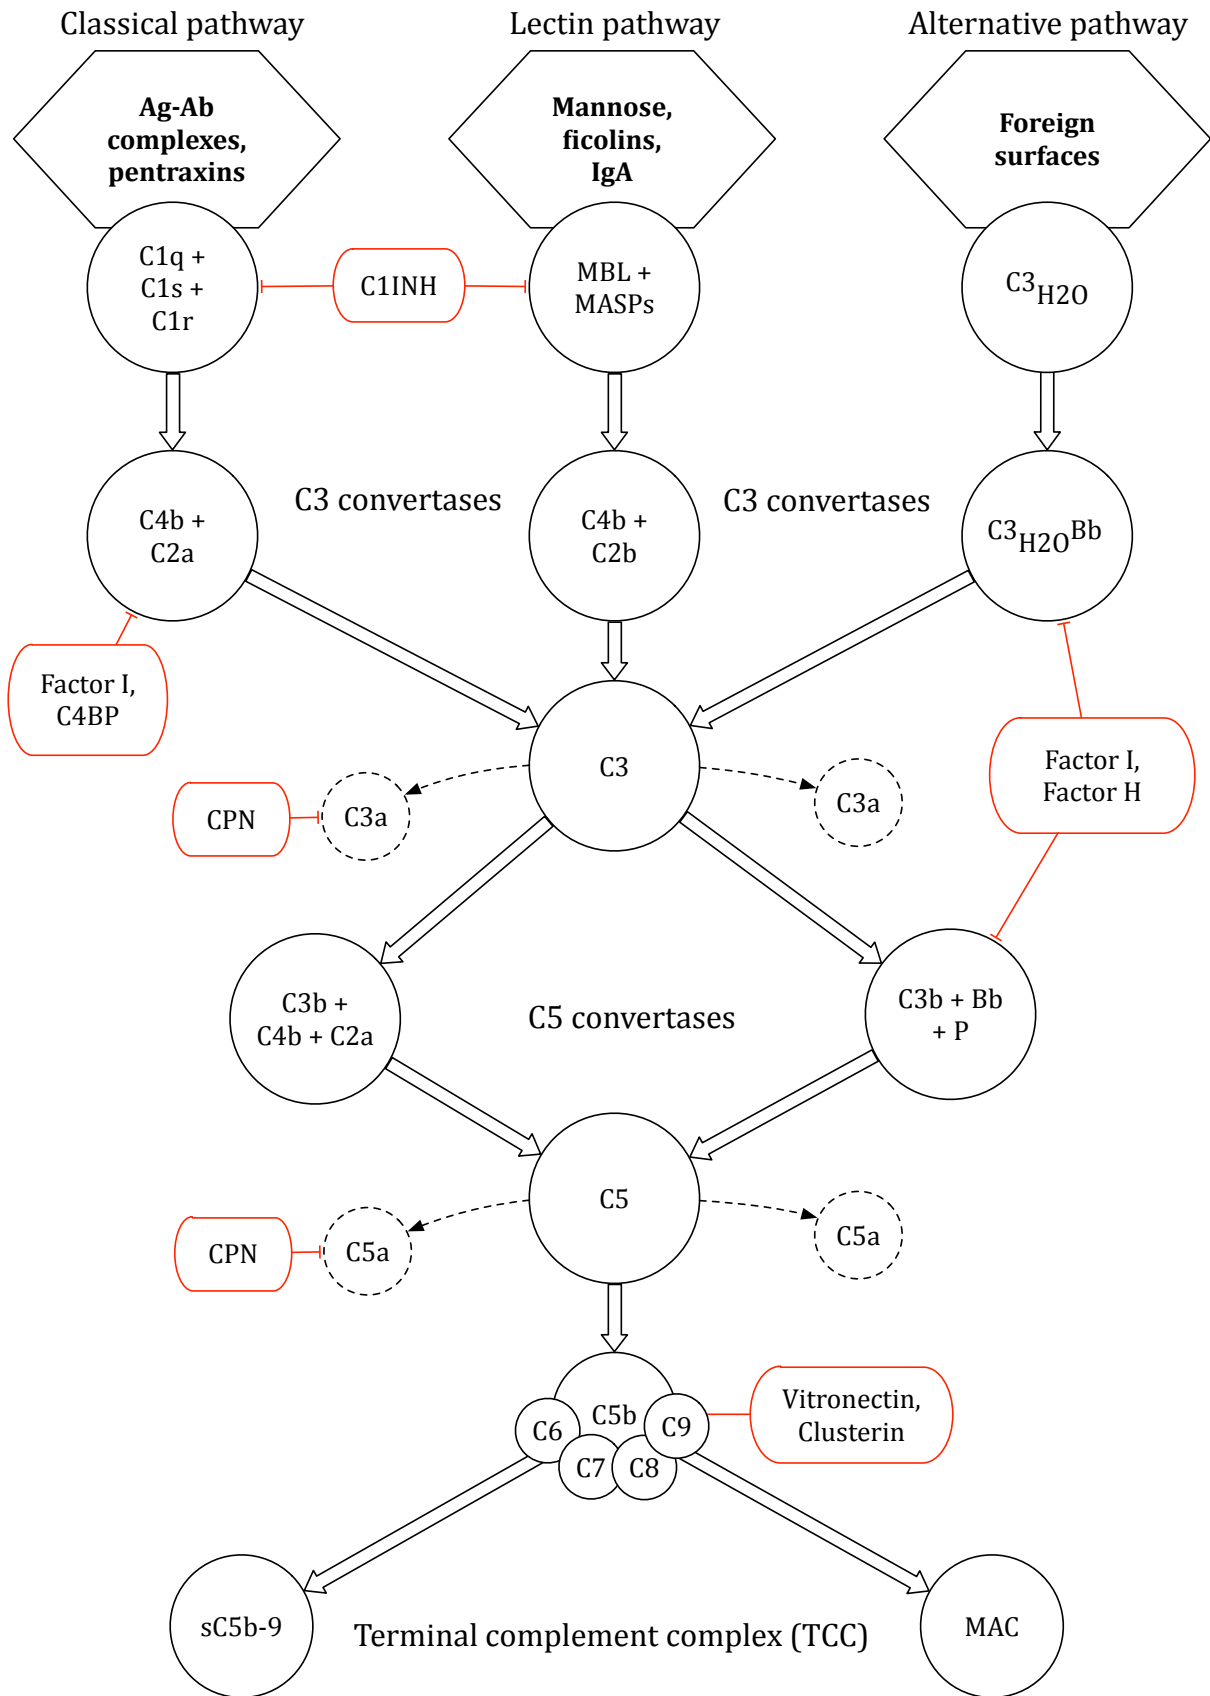 Classical pathway
Lectin pathway
Alternative pathway
Ag-Ab
complexes,
pentraxins
Mannose,
ficolins,
IgA
Foreign
surfaces
C1q +
C1s +
C1r
C1INH
MBL +
MASPs
C3H2O
C4b +
C2a
C3 convertases
C4b +
C2b
C3 convertases
C3H2OBb
Factor I,
C4BP
C3
Factor I,
Factor H
CPN
C3a
C3a
C3b +
C4b + C2a
C5 convertases
C3b + Bb
+ P
C5
CPN
C5a
C5a
Vitronectin,
Clusterin
C5b
C6
C9
C7
C8
sC5b-9
Terminal complement complex (TCC)
MAC